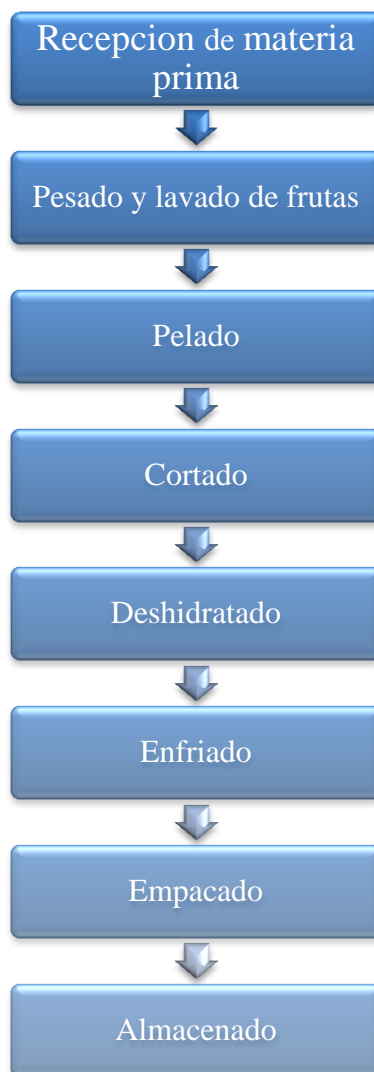 Recepcion de materia
prima
Pesado y lavado de frutas
Pelado
Cortado
Deshidratado
Enfriado
Empacado
Almacenado